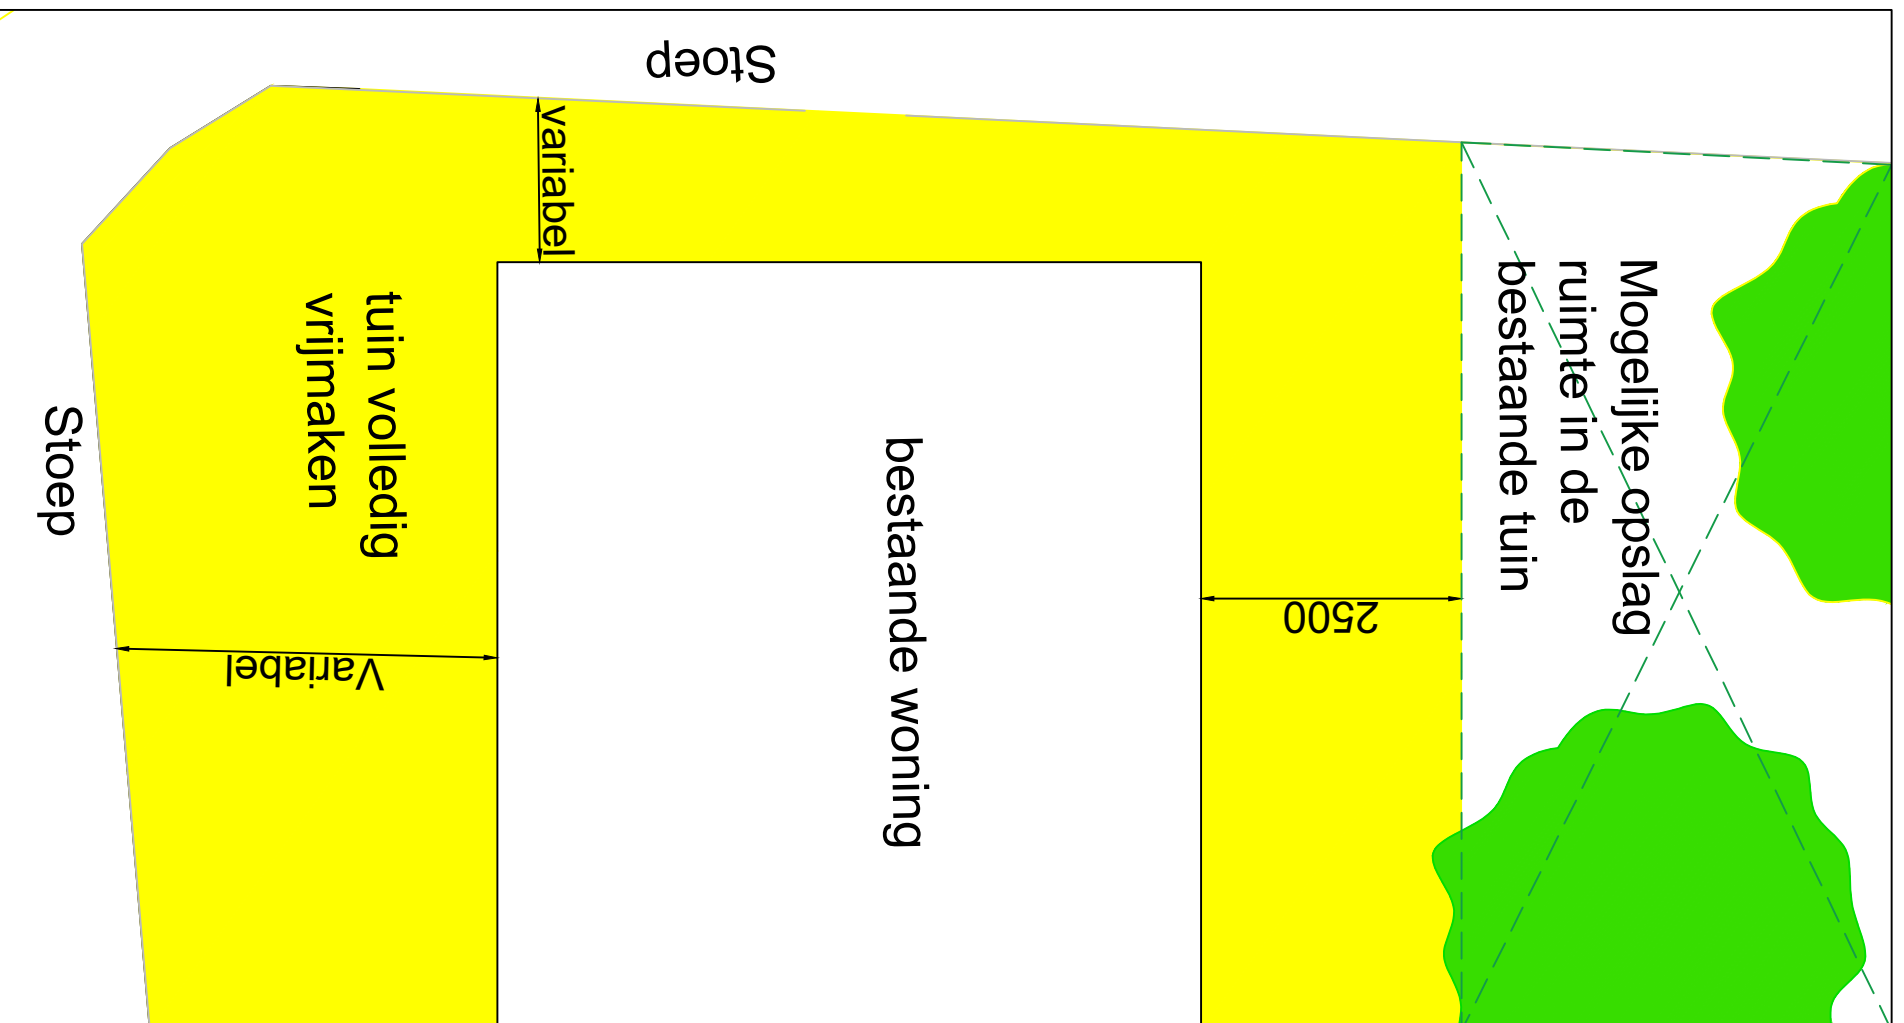 Stoep
variabel
Mogelijke opslag
ruimte in de
bestaande tuin
tuin volledig
vrijmaken
Stoep
bestaande woning
2500
Variabel